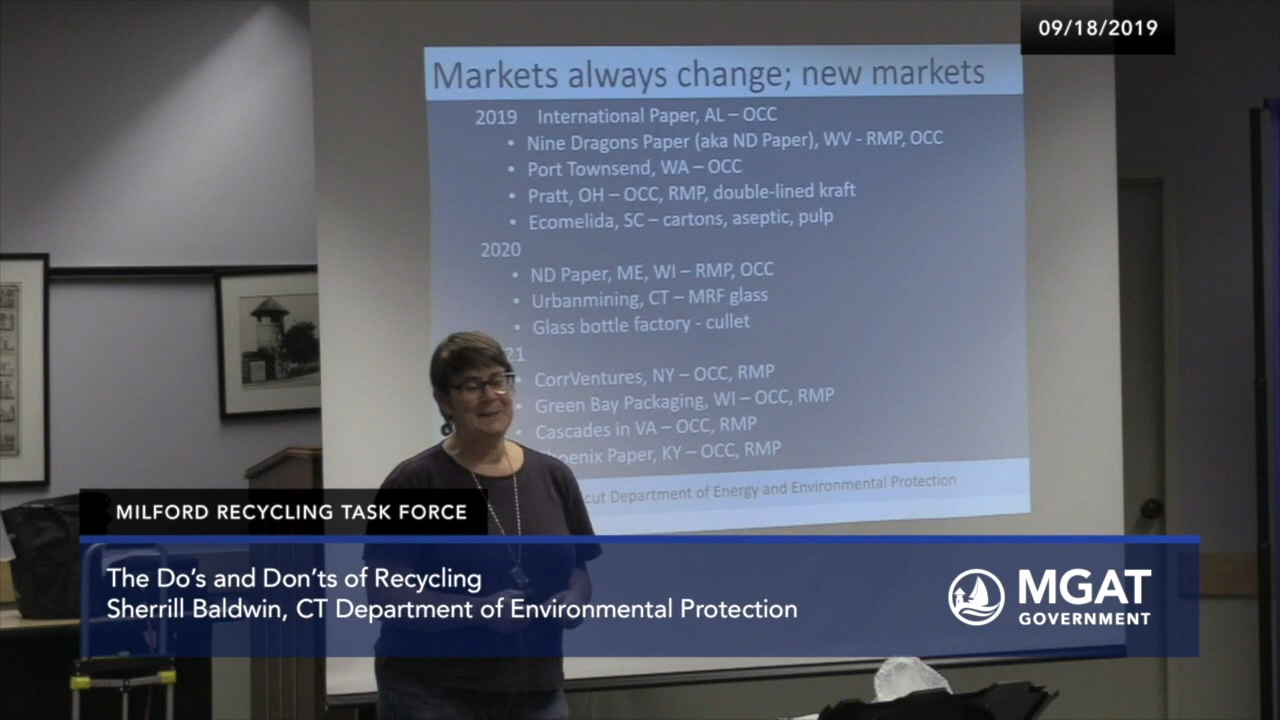 09/18/2019
Markets always change; new markets
2019 International Paper, AL – OCC
• Nine Dragons Paper (aka ND Paper), WV - RMP, OCC
• Port Townsend, WA – OCC
• Pratt, OH – OCC, RMP, double-lined kraft
• Ecomelida, SC – cartons, aseptic, pulp
2020
• ND Paper, ME, WI – RMP, OCC
• Urbanmining, CT – MRF glass
• Glass bottle factory - cullet
21
• CorrVentures, NY – OCC, RMP
• Green Bay Packaging, WI – OCC, RMP
• Cascades in VA – OCC, RMP
Paper, KY – OCC, RMP
Department of Energy and Environmental Protection
MILFORD RECYCLING TASK FORCE
The Do's and Don'ts of Recycling
Sherrill Baldwin, CT Department of Environmental Protection
MGAT
GOVERNMENT